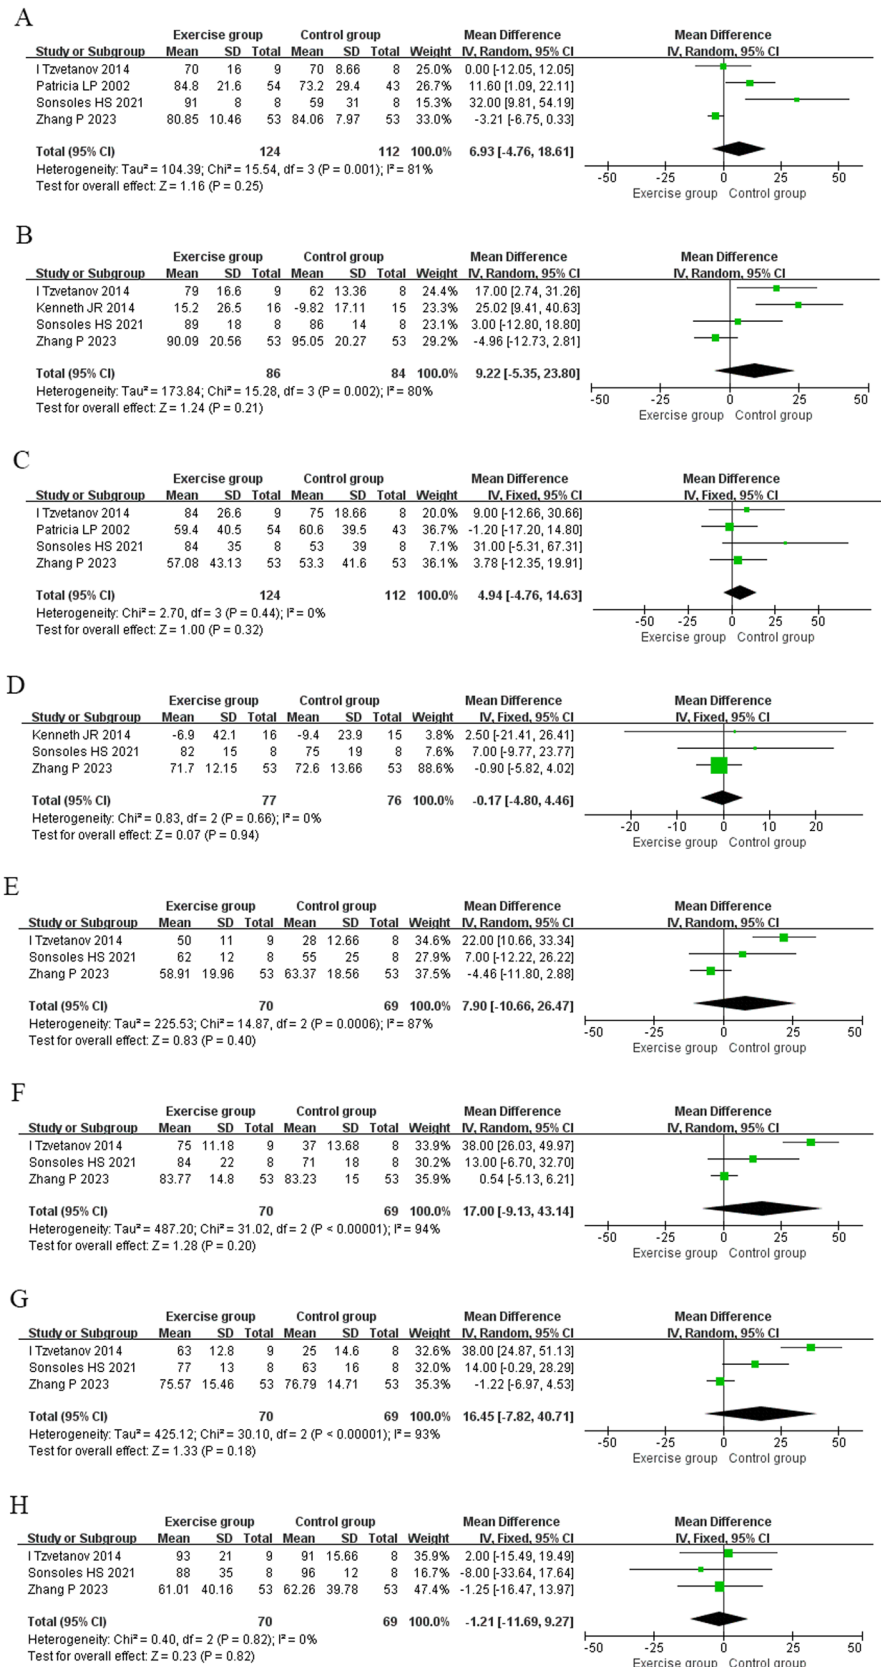 A
Exercise group Control group Mean Difference Mean Difference
Study or Subgroup Mean SD Total Mean SD Total Weight IV, Random, 95% CI IV, Random, 95% CI
I Tzvetanov 2014 70 16 9 70 8.66 8 25.0% 0.00 [-12.05, 12.05]
Patricia LP 2002 84.8 21.6 54 73.2 29.4 43 26.7% 11.60 [1.09, 22.11]
Sonsoles HS 2021 91 8 8 59 31 8 15.3% 32.00 [9.81, 54.19]
Zhang P 2023 80.85 10.46 53 84.06 7.97 53 33.0% -3.21 [-6.75, 0.33]
Total (95% CI) 124 112 100.0% 6.93 [-4.76, 18.61]
Heterogeneity: Tau² = 104.39; Chi² = 15.54, df = 3 (P = 0.001); I² = 81%
Test for overall effect: Z = 1.16 (P = 0.25)
-50 -25 0 25 50
Exercise group Control group
B
Exercise group Control group Mean Difference Mean Difference
Study or Subgroup Mean SD Total Mean SD Total Weight IV, Random, 95% CI IV, Random, 95% CI
I Tzvetanov 2014 79 16.6 9 62 13.36 8 24.4% 17.00 [2.74, 31.26]
Kenneth JR 2014 15.2 26.5 16 -9.82 17.11 15 23.3% 25.02 [9.41, 40.63]
Sonsoles HS 2021 89 18 8 86 14 8 23.1% 3.00 [-12.80, 18.80]
Zhang P 2023 90.09 20.56 53 95.05 20.27 53 29.2% -4.96 [-12.73, 2.81]
Total (95% CI) 86 84 100.0% 9.22 [-5.35, 23.80]
Heterogeneity: Tau² = 173.84; Chi² = 15.28, df = 3 (P = 0.002); I² = 80%
Test for overall effect: Z = 1.24 (P = 0.21)
-50 -25 0 25 50
Exercise group Control group
C
Exercise group Control group Mean Difference Mean Difference
Study or Subgroup Mean SD Total Mean SD Total Weight IV, Fixed, 95% CI IV, Fixed, 95% CI
I Tzvetanov 2014 84 26.6 9 75 18.66 8 20.0% 9.00 [-12.66, 30.66]
Patricia LP 2002 59.4 40.5 54 60.6 39.5 43 36.7% -1.20 [-17.20, 14.80]
Sonsoles HS 2021 84 35 8 53 39 8 7.1% 31.00 [-5.31, 67.31]
Zhang P 2023 57.08 43.13 53 53.3 41.6 53 36.1% 3.78 [-12.35, 19.91]
Total (95% CI) 124 112 100.0% 4.94 [-4.76, 14.63]
Heterogeneity: Chi² = 2.70, df = 3 (P = 0.44); I² = 0%
Test for overall effect: Z = 1.00 (P = 0.32)
-50 -25 0 25 50
Exercise group Control group
D
Exercise group Control group Mean Difference Mean Difference
Study or Subgroup Mean SD Total Mean SD Total Weight IV, Fixed, 95% CI IV, Fixed, 95% CI
Kenneth JR 2014 -6.9 42.1 16 -9.4 23.9 15 3.8% 2.50 [-21.41, 26.41]
Sonsoles HS 2021 82 15 8 75 19 8 7.6% 7.00 [-9.77, 23.77]
Zhang P 2023 71.7 12.15 53 72.6 13.66 53 88.6% -0.90 [-5.82, 4.02]
Total (95% CI) 77 76 100.0% -0.17 [-4.80, 4.46]
Heterogeneity: Chi² = 0.83, df = 2 (P = 0.66); I² = 0%
Test for overall effect: Z = 0.07 (P = 0.94)
-20 -10 0 10 20
Exercise group Control group
E
Exercise group Control group Mean Difference Mean Difference
Study or Subgroup Mean SD Total Mean SD Total Weight IV, Random, 95% CI IV, Random, 95% CI
I Tzvetanov 2014 50 11 9 28 12.66 8 34.6% 22.00 [10.66, 33.34]
Sonsoles HS 2021 62 12 8 55 25 8 27.9% 7.00 [-12.22, 26.22]
Zhang P 2023 58.91 19.96 53 63.37 18.56 53 37.5% -4.46 [-11.80, 2.88]
Total (95% CI) 70 69 100.0% 7.90 [-10.66, 26.47]
Heterogeneity: Tau² = 225.53; Chi² = 14.87, df = 2 (P = 0.0006); I² = 87%
Test for overall effect: Z = 0.83 (P = 0.40)
-50 -25 0 25 50
Exercise group Control group
F
Exercise group Control group Mean Difference Mean Difference
Study or Subgroup Mean SD Total Mean SD Total Weight IV, Random, 95% CI IV, Random, 95% CI
I Tzvetanov 2014 75 11.18 9 37 13.68 8 33.9% 38.00 [26.03, 49.97]
Sonsoles HS 2021 84 22 8 71 18 8 30.2% 13.00 [-6.70, 32.70]
Zhang P 2023 83.77 14.8 53 83.23 15 53 35.9% 0.54 [-5.13, 6.21]
Total (95% CI) 70 69 100.0% 17.00 [-9.13, 43.14]
Heterogeneity: Tau² = 487.20; Chi² = 31.02, df = 2 (P < 0.00001); I² = 94%
Test for overall effect: Z = 1.28 (P = 0.20)
-50 -25 0 25 50
Exercise group Control group
G
Exercise group Control group Mean Difference Mean Difference
Study or Subgroup Mean SD Total Mean SD Total Weight IV, Random, 95% CI IV, Random, 95% CI
I Tzvetanov 2014 63 12.8 9 25 14.6 8 32.6% 38.00 [24.87, 51.13]
Sonsoles HS 2021 77 13 8 63 16 8 32.0% 14.00 [-0.29, 28.29]
Zhang P 2023 75.57 15.46 53 76.79 14.71 53 35.3% -1.22 [-6.97, 4.53]
Total (95% CI) 70 69 100.0% 16.45 [-7.82, 40.71]
Heterogeneity: Tau² = 425.12; Chi² = 30.10, df = 2 (P < 0.00001); I² = 93%
Test for overall effect: Z = 1.33 (P = 0.18)
-50 -25 0 25 50
Exercise group Control group
H
Exercise group Control group Mean Difference Mean Difference
Study or Subgroup Mean SD Total Mean SD Total Weight IV, Fixed, 95% CI IV, Fixed, 95% CI
I Tzvetanov 2014 93 21 9 91 15.66 8 35.9% 2.00 [-15.49, 19.49]
Sonsoles HS 2021 88 35 8 96 12 8 16.7% -8.00 [-33.64, 17.64]
Zhang P 2023 61.01 40.16 53 62.26 39.78 53 47.4% -1.25 [-16.47, 13.97]
Total (95% CI) 70 69 100.0% -1.21 [-11.69, 9.27]
Heterogeneity: Chi² = 0.40, df = 2 (P = 0.82); I² = 0%
Test for overall effect: Z = 0.23 (P = 0.82)
-50 -25 0 25 50
Exercise group Control group